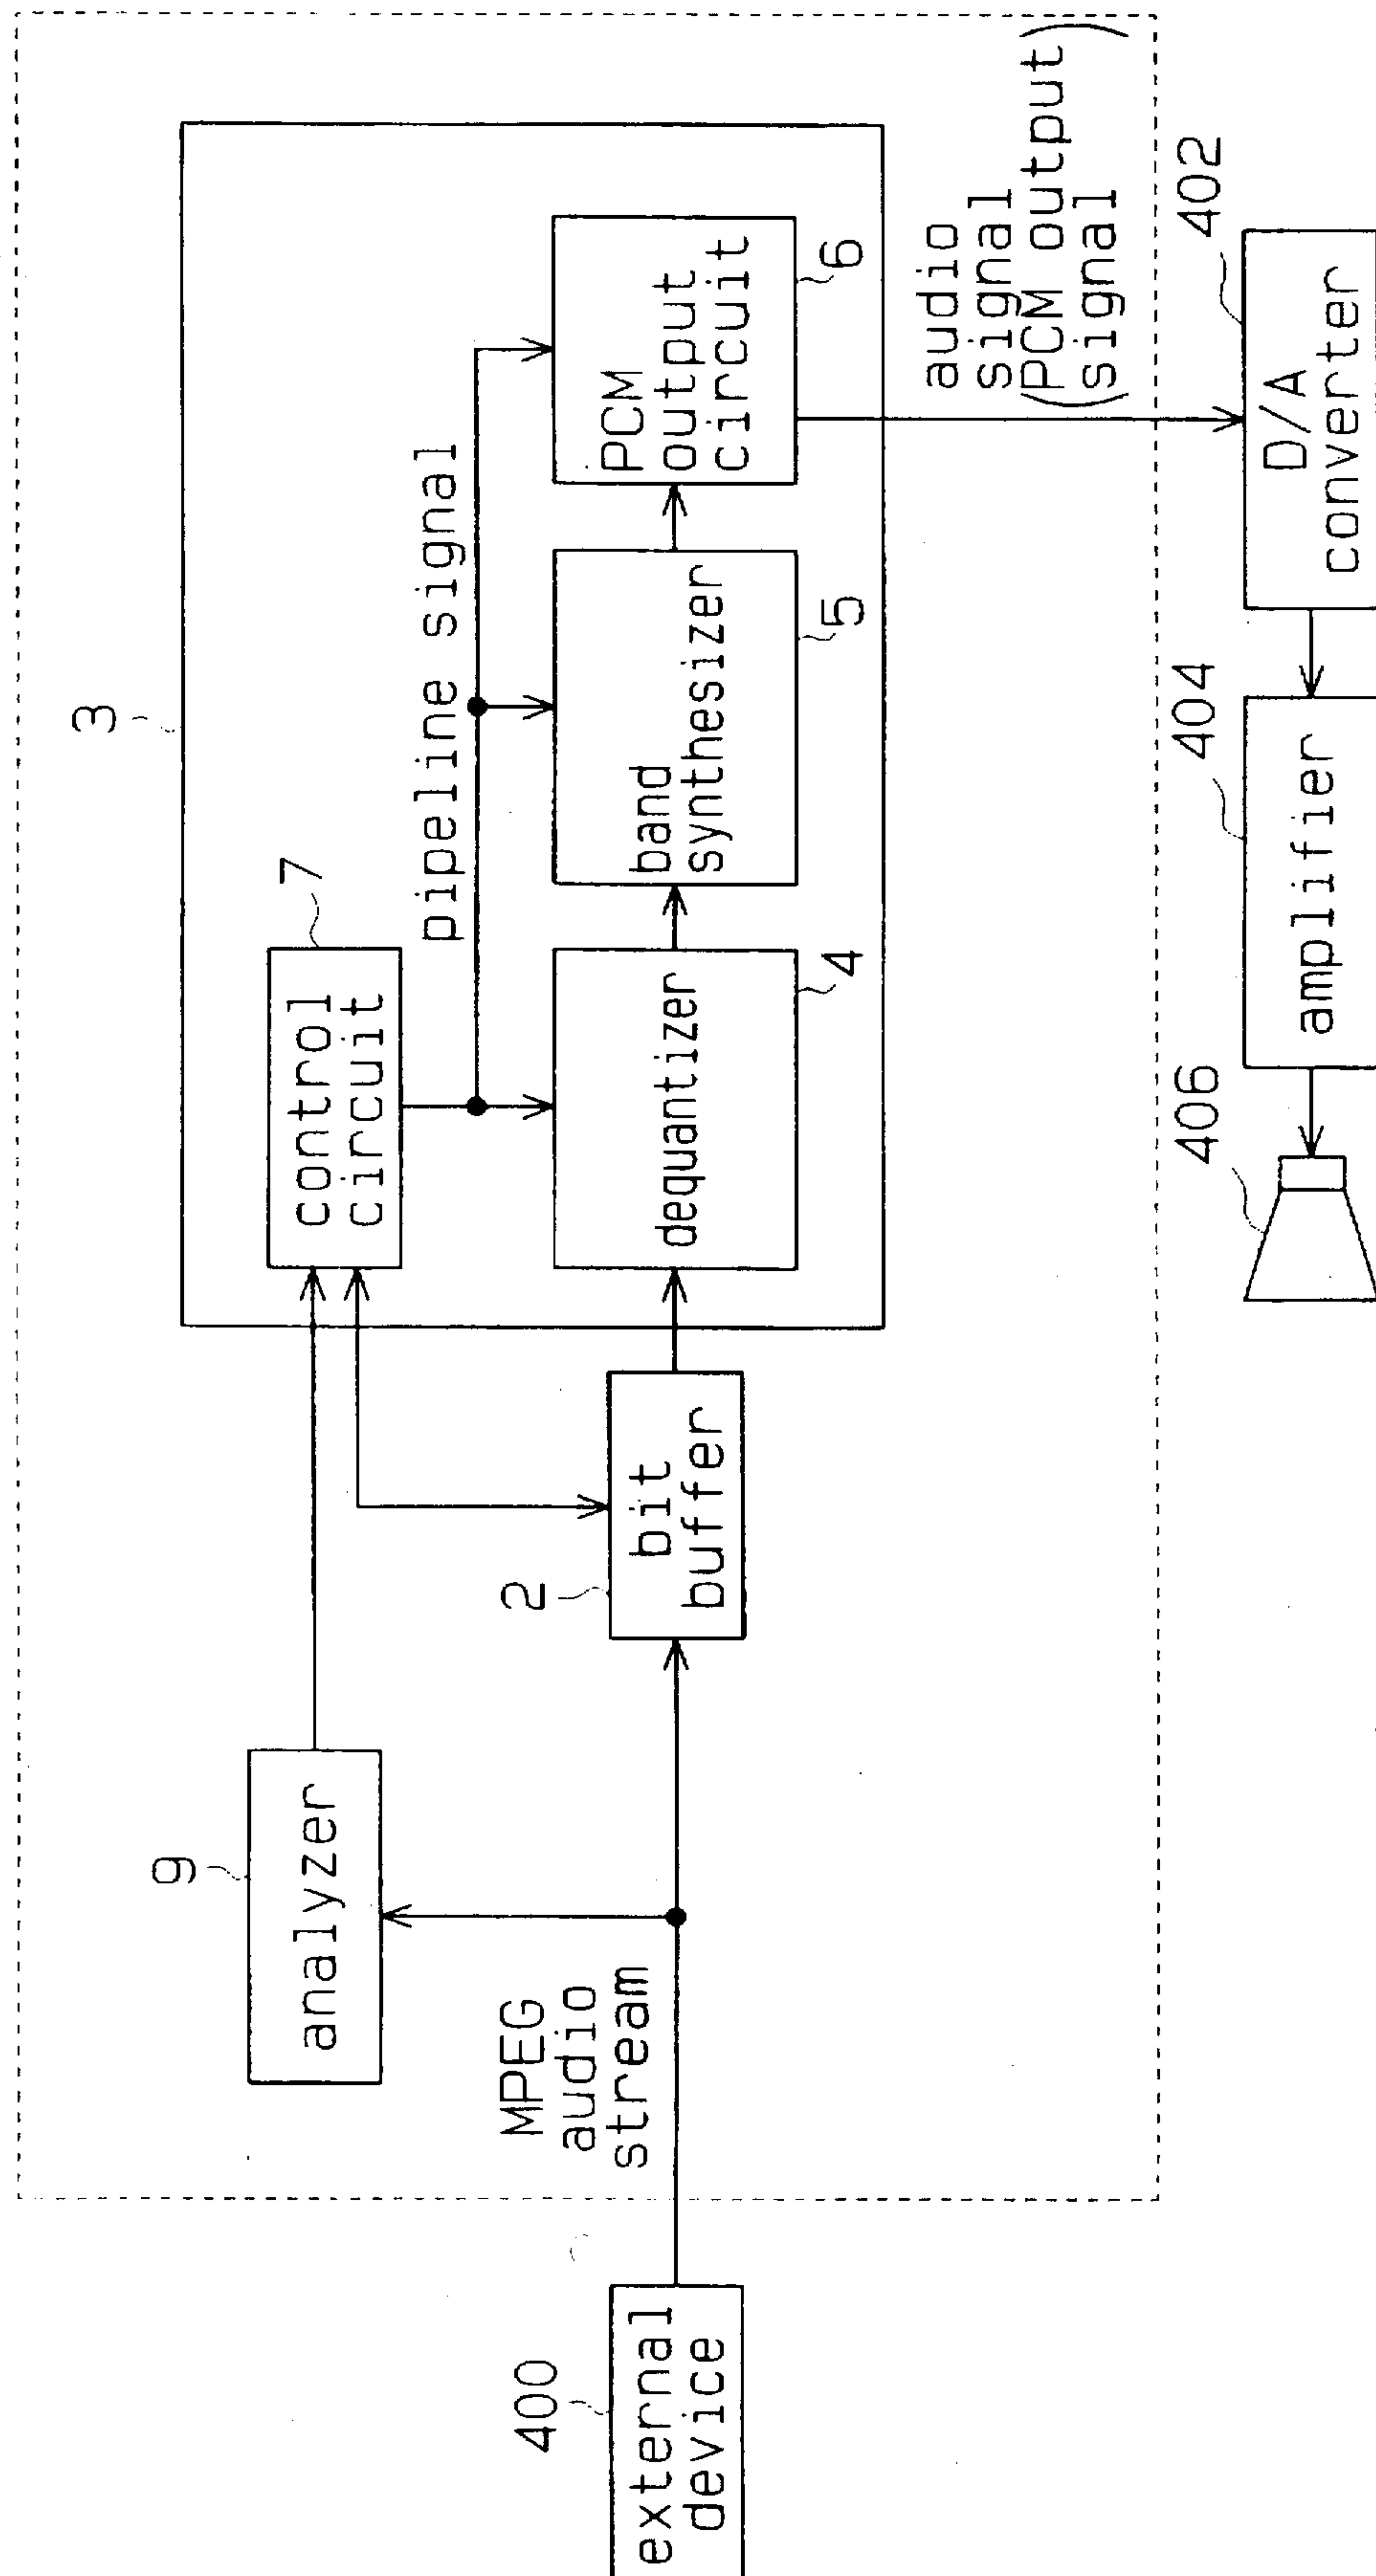 3
7
control
circuit
pipeline signal
dequantizer
4
band
synthesizer
5
PCM
output
circuit
6
9
analyzer
MPEG
audio
stream
2
bit
buffer
400
external
device
audio
signal
(PCM output)
(signal)
402
D/A
converter
404
amplifier
406